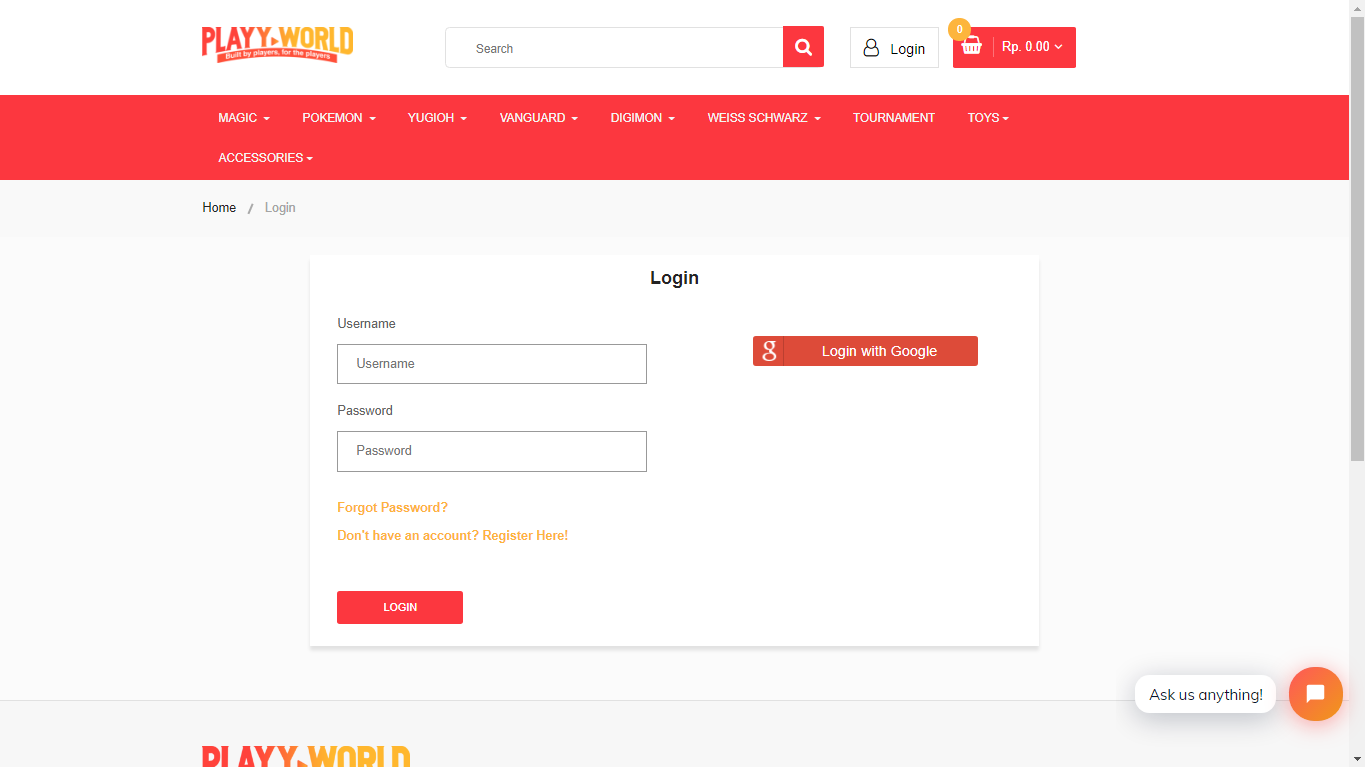 PLAYY WORLD
Built by players, for the players
Search
Login
0
Rp. 0.00
MAGIC
POKEMON
YUGIOH
VANGUARD
DIGIMON
WEISS SCHWARZ
TOURNAMENT
TOYS
ACCESSORIES
Home / Login
Login
Username
Username
g Login with Google
Password
Password
Forgot Password?
Don't have an account? Register Here!
LOGIN
Ask us anything!
PLAYY WORLD